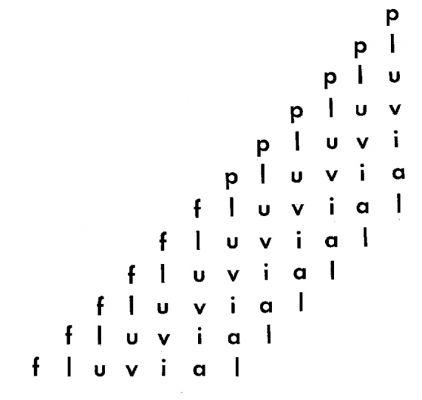 p
p l
p l u
p l u v
p l u v i
p l u v i a
f l u v i a l
f l u v i a l
f l u v i a l
f l u v i a l
f l u v i a l
f l u v i a l